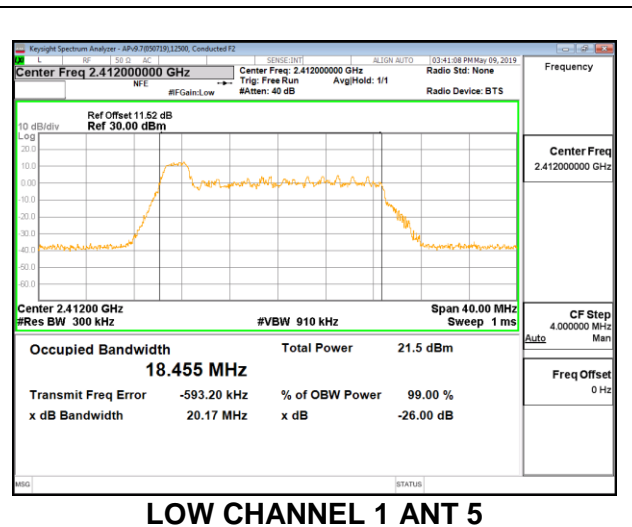 Keysight Spectrum Analyzer - APv9.7(050719),12500, Conducted F2
LXI L RF 50 Ω AC SENSE:INT ALIGN AUTO 03:41:08 PM May 09, 2019
Center Freq 2.412000000 GHz Center Freq: 2.412000000 GHz Radio Std: None Frequency
NFE Trig: Free Run Avg|Hold: 1/1
#IFGain:Low #Atten: 40 dB Radio Device: BTS
Ref Offset 11.52 dB
10 dB/div Ref 30.00 dBm
Log
20.0
10.0
0.00
-10.0
-20.0
-30.0
-40.0
-50.0
-60.0
Center Freq
2.412000000 GHz
Center 2.41200 GHz Span 40.00 MHz
#Res BW 300 kHz #VBW 910 kHz Sweep 1 ms
CF Step
4.000000 MHz
Auto Man
Occupied Bandwidth Total Power 21.5 dBm
18.455 MHz
Transmit Freq Error -593.20 kHz % of OBW Power 99.00 %
x dB Bandwidth 20.17 MHz x dB -26.00 dB
Freq Offset
0 Hz
MSG STATUS
LOW CHANNEL 1 ANT 5